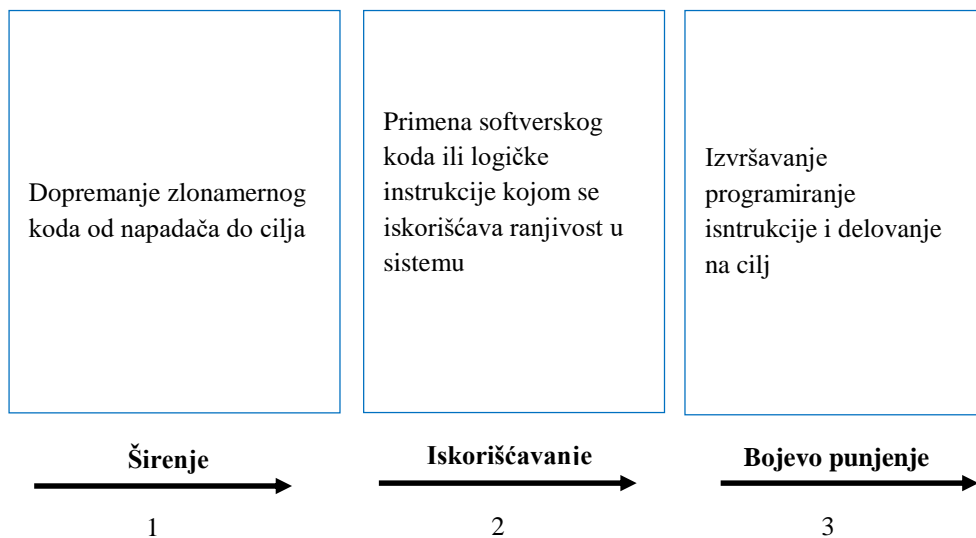 Dopremanje zlonamernog
koda od napadača do cilja
Primena softverskog
koda ili logičke
instrukcije kojom se
iskorišćava ranjivost u
sistemu
Izvršavanje
programiranje
isntrukcije i delovanje
na cilj
Širenje
Iskorišćavanje
Bojevo punjenje
1
2
3